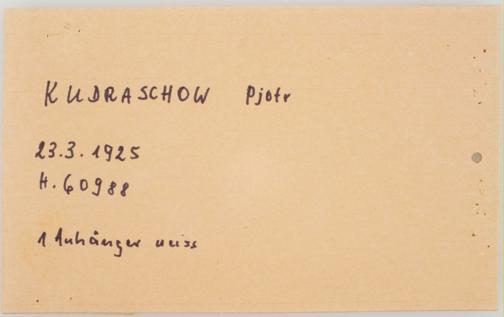 KUDRASCHOW Pjotr
23.3.1925
H. 60988
1 Anhänger weiss